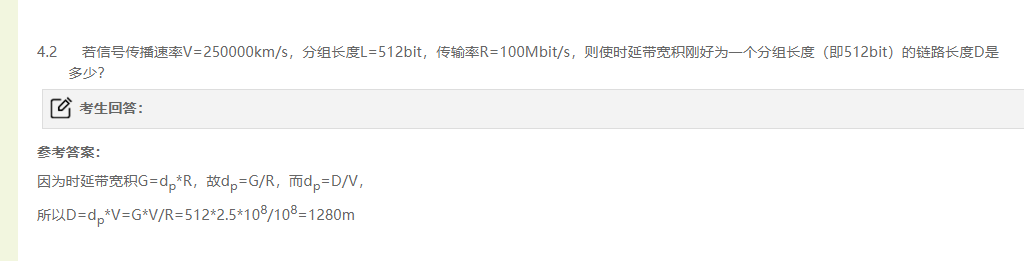 4.2 若信号传播速率V=250000km/s，分组长度L=512bit，传输率R=100Mbit/s，则使时延带宽积刚好为一个分组长度（即512bit）的链路长度D是
多少？
考生回答：
参考答案：
因为时延带宽积G=dp*R，故dp=G/R，而dp=D/V，
所以D=dp*V=G*V/R=512*2.5*10⁸/10⁸=1280m